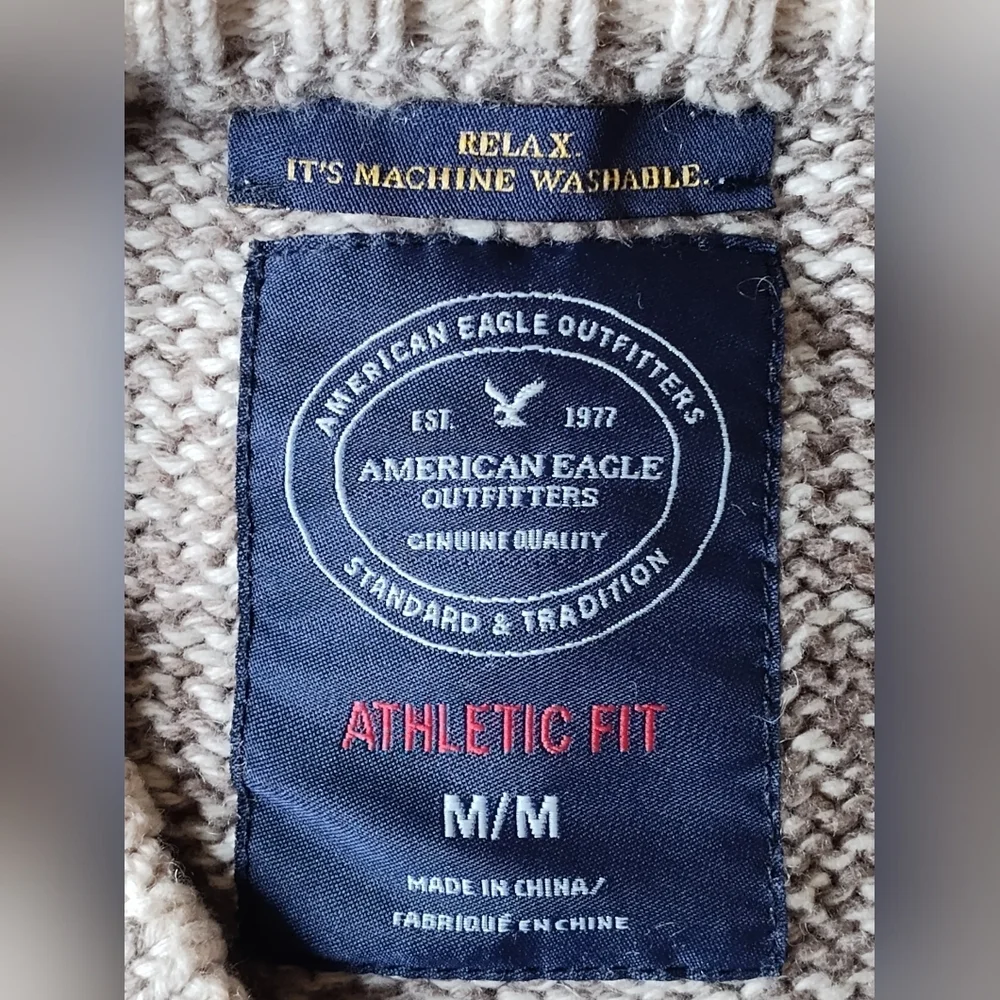 RELAX.
IT'S MACHINE WASHABLE.
AMERICAN EAGLE OUTFITTERS
EST. 1977
AMERICAN EAGLE
OUTFITTERS
GENUINE QUALITY
STANDARD & TRADITION
ATHLETIC FIT
M/M
MADE IN CHINA/
FABRIQUÉ EN CHINE